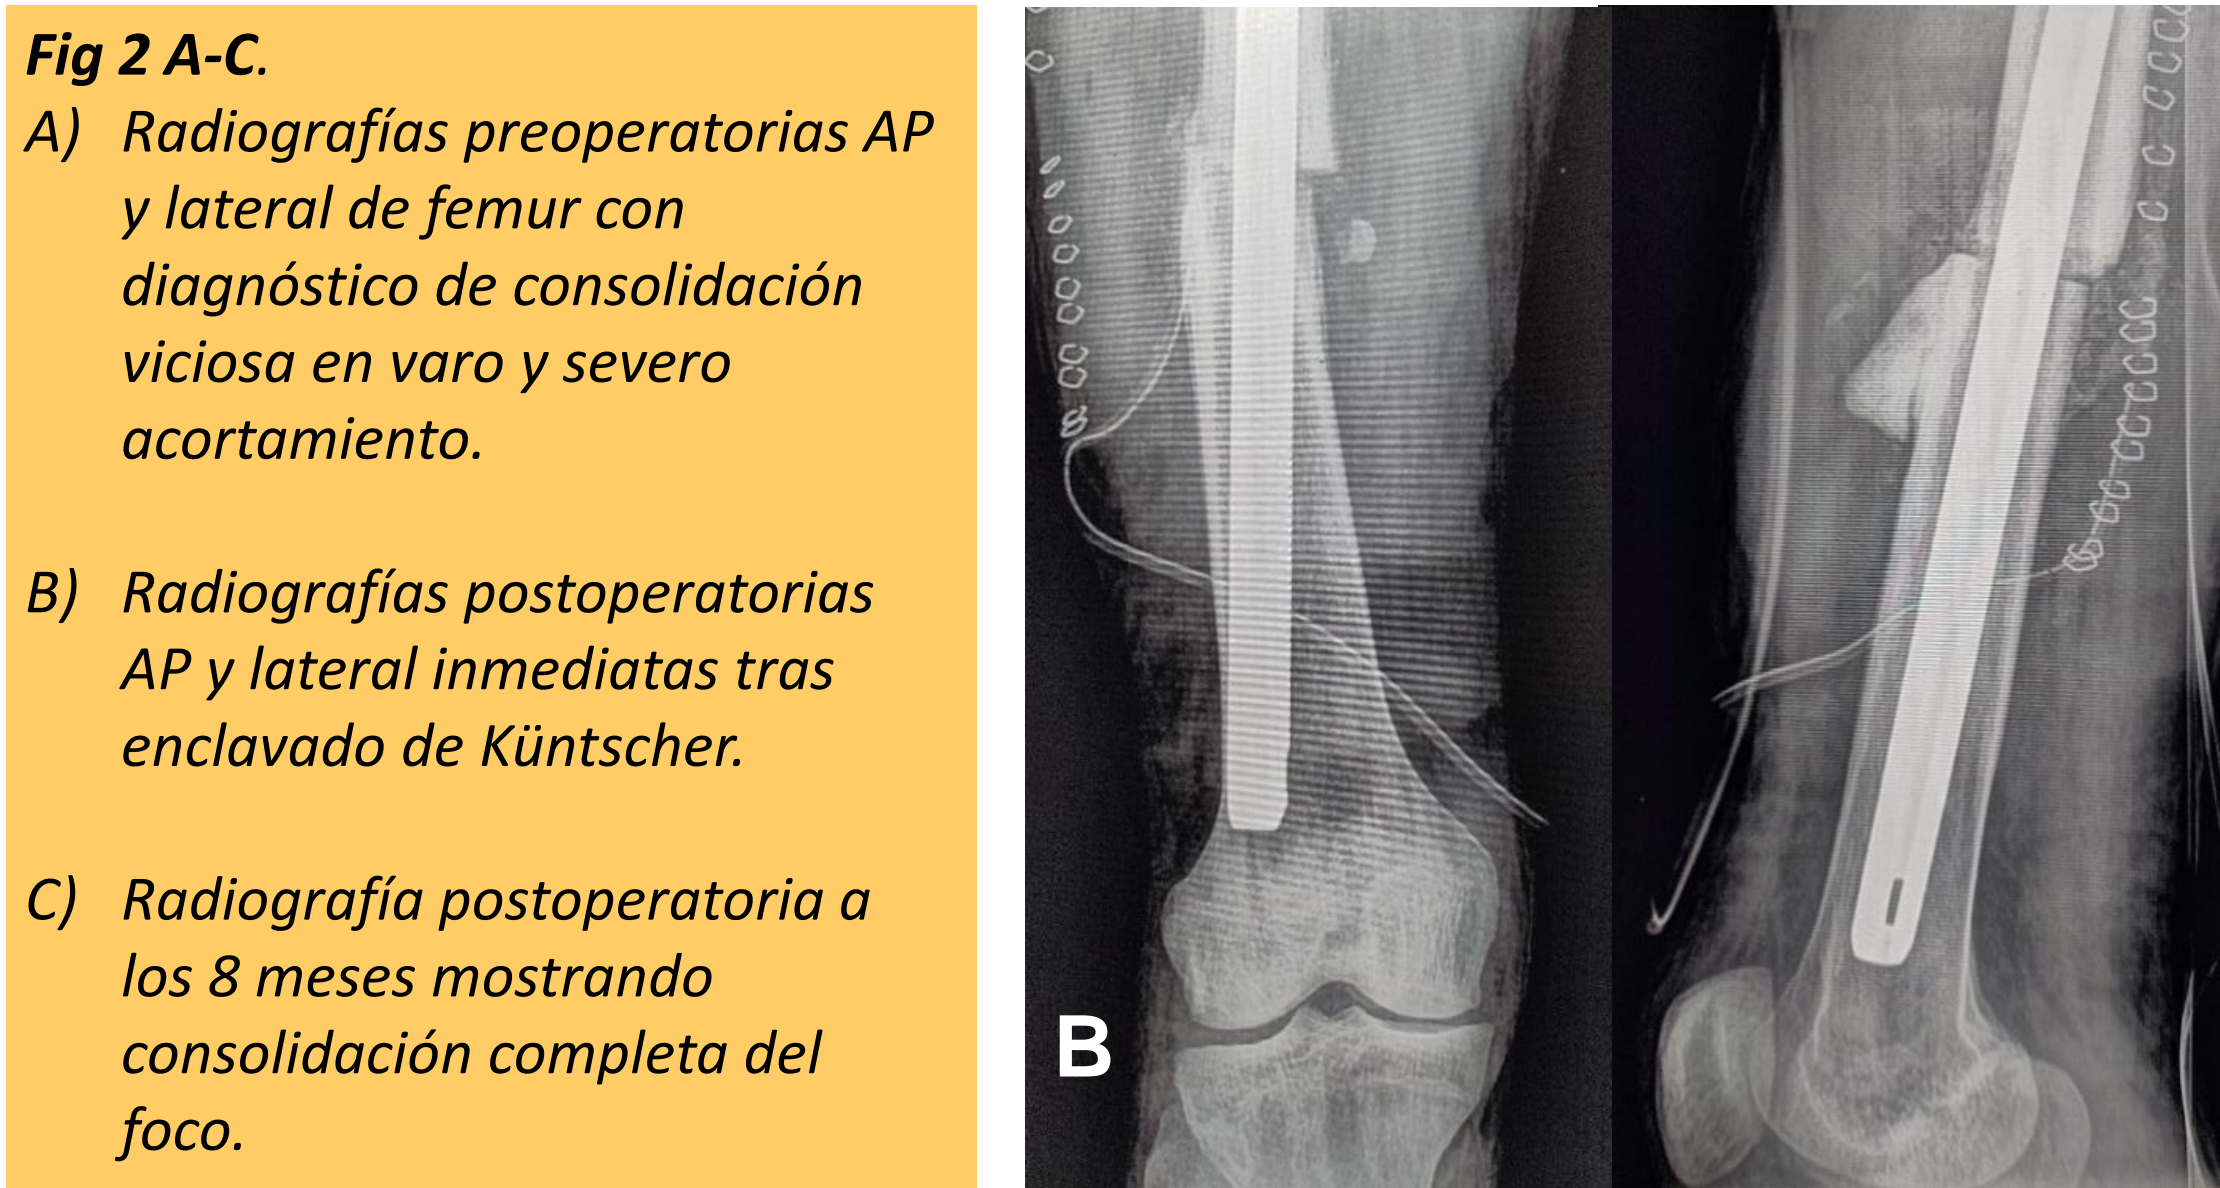 Fig 2 A-C.
A) Radiografías preoperatorias AP
y lateral de femur con
diagnóstico de consolidación
viciosa en varo y severo
acortamiento.
B) Radiografías postoperatorias
AP y lateral inmediatas tras
enclavado de Küntscher.
C) Radiografía postoperatoria a
los 8 meses mostrando
consolidación completa del
foco.
B